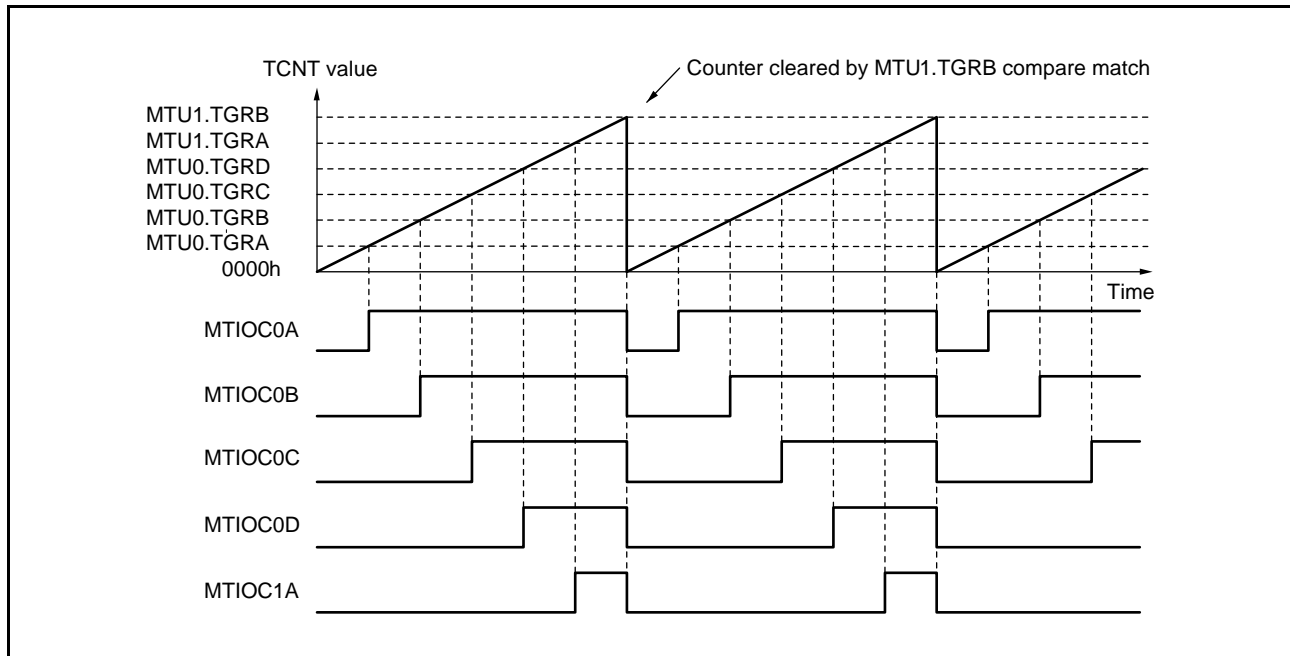 TCNT value
Counter cleared by MTU1.TGRB compare match
MTU1.TGRB
MTU1.TGRA
MTU0.TGRD
MTU0.TGRC
MTU0.TGRB
MTU0.TGRA
0000h
Time
MTIOC0A
MTIOC0B
MTIOC0C
MTIOC0D
MTIOC1A